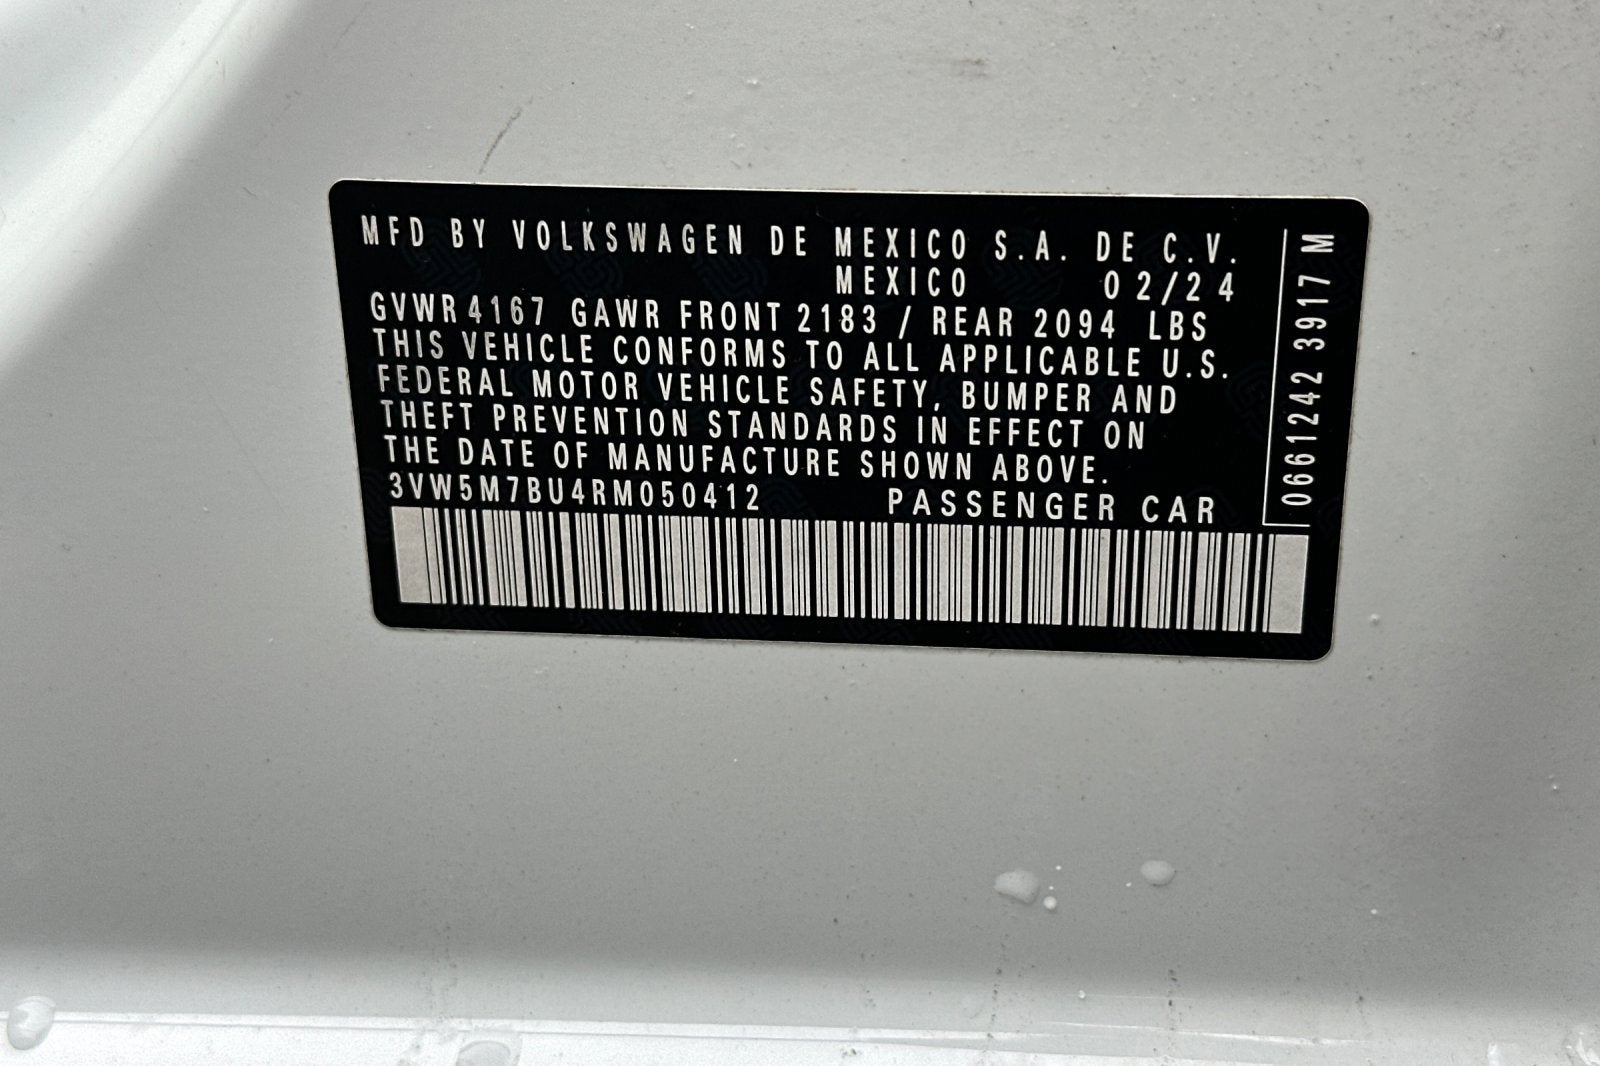 MFD BY VOLKSWAGEN DE MEXICO S.A. DE C.V.
MEXICO 02/24
GVWR 4167 GAWR FRONT 2183 / REAR 2094 LBS
THIS VEHICLE CONFORMS TO ALL APPLICABLE U.S.
FEDERAL MOTOR VEHICLE SAFETY, BUMPER AND
THEFT PREVENTION STANDARDS IN EFFECT ON
THE DATE OF MANUFACTURE SHOWN ABOVE.
3VW5M7BU4RM050412 PASSENGER CAR
0661242 3917 M